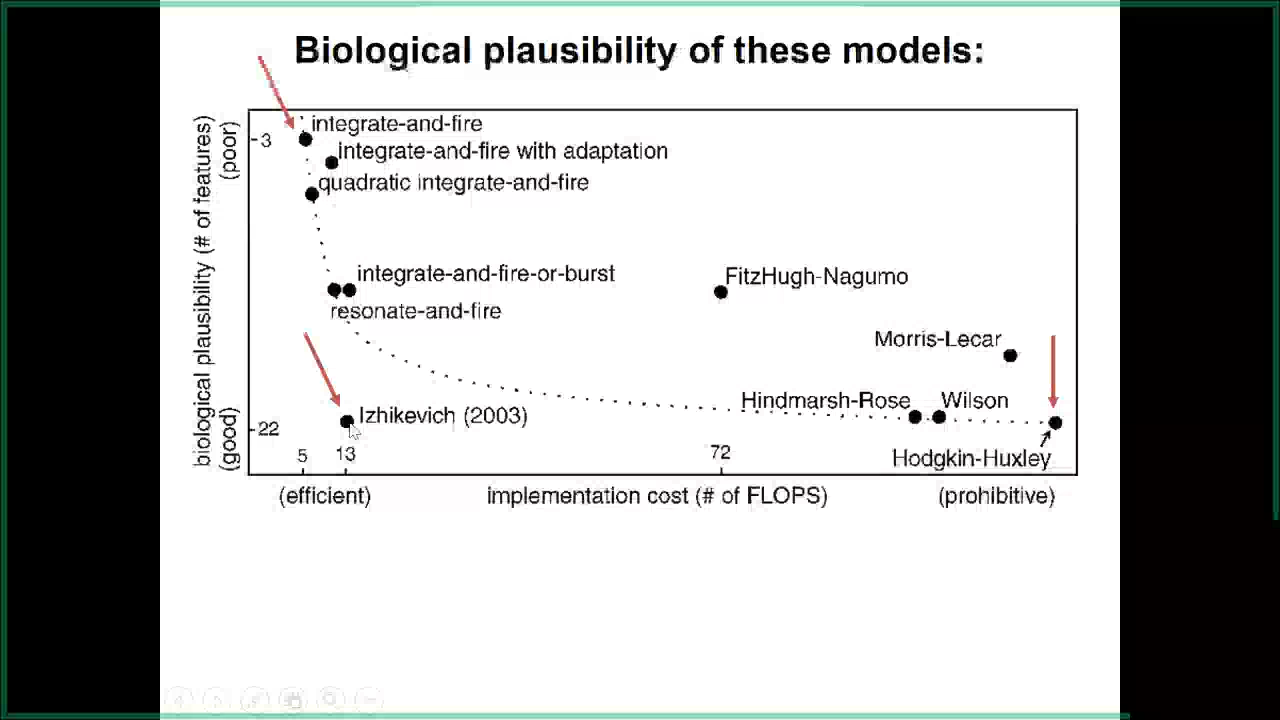 Biological plausibility of these models:
biological plausibility (# of features)
(poor)
(good)
3
22
integrate-and-fire
integrate-and-fire with adaptation
quadratic integrate-and-fire
integrate-and-fire-or-burst
resonate-and-fire
FitzHugh-Nagumo
Morris-Lecar
Hindmarsh-Rose
Wilson
Izhikevich (2003)
Hodgkin-Huxley
5
13
72
(efficient)
implementation cost (# of FLOPS)
(prohibitive)